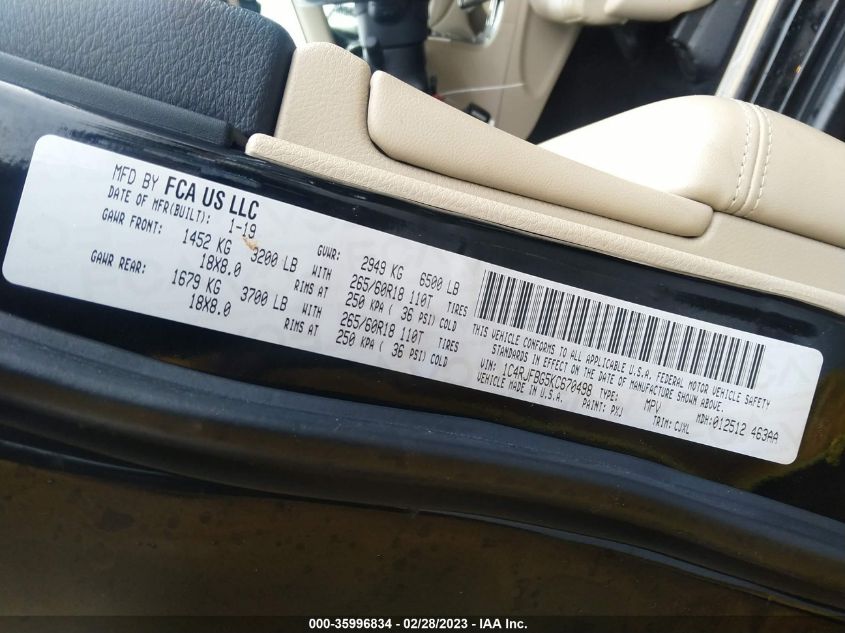 MFD BY FCA US LLC
DATE OF MFR(BUILT): 1-19
GVWR: 2949 KG 6500 LB
GAWR FRONT: 1452 KG 3200 LB WITH 265/60R18 110T TIRES
18X8.0 RIMS AT 250 KPA ( 36 PSI) COLD
GAWR REAR: 1679 KG 3700 LB WITH 265/60R18 110T TIRES
18X8.0 RIMS AT 250 KPA ( 36 PSI) COLD
THIS VEHICLE CONFORMS TO ALL APPLICABLE U.S.A. FEDERAL MOTOR VEHICLE SAFETY
STANDARDS IN EFFECT ON THE DATE OF MANUFACTURE SHOWN ABOVE.
VIN: 1C4RJFBG5KC670498 TYPE: MPV MDH:012512 463AA
VEHICLE MADE IN U.S.A. PAINT: PXJ TRIM: CJXL
000-35996834 - 02/28/2023 - IAA Inc.